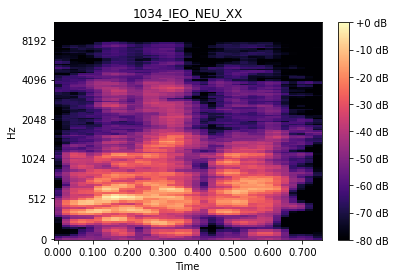 1034_IEO_NEU_XX
8192
4096
2048
1024
512
0
Hz
0.000 0.100 0.200 0.300 0.400 0.500 0.600 0.700
Time
+0 dB
-10 dB
-20 dB
-30 dB
-40 dB
-50 dB
-60 dB
-70 dB
-80 dB